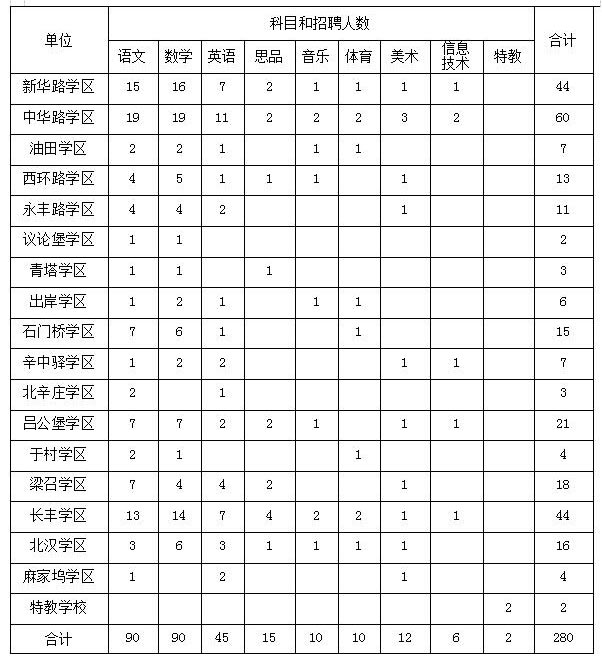 单位 科目和招聘人数 合计
语文 数学 英语 思品 音乐 体育 美术 信息技术 特教
新华路学区 15 16 7 2 1 1 1 1 44
中华路学区 19 19 11 2 2 2 3 2 60
油田学区 2 2 1 1 1 7
西环路学区 4 5 1 1 1 1 13
永丰路学区 4 4 2 1 11
议论堡学区 1 1 2
青塔学区 1 1 1 3
出岸学区 1 2 1 1 1 6
石门桥学区 7 6 1 1 15
辛中驿学区 1 2 2 1 1 7
北辛庄学区 2 1 3
吕公堡学区 7 7 2 2 1 1 1 21
于村学区 2 1 1 4
梁召学区 7 4 4 2 1 18
长丰学区 13 14 7 4 2 2 1 1 44
北汉学区 3 6 3 1 1 1 1 16
麻家坞学区 1 2 1 4
特教学校 2 2
合计 90 90 45 15 10 10 12 6 2 280